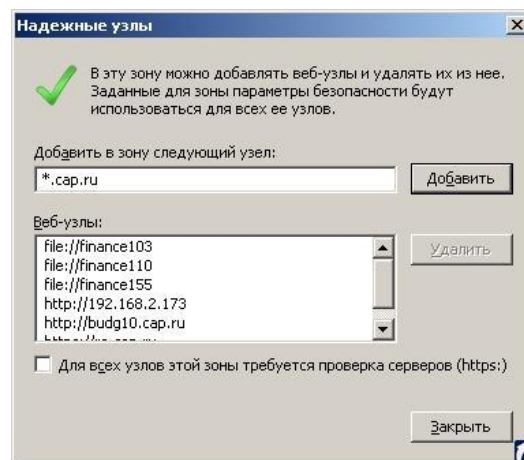 Надежные узлы
В эту зону можно добавлять веб-узлы и удалять их из нее.
Заданные для зоны параметры безопасности будут
использоваться для всех ее узлов.
Добавить в зону следующий узел:
*.cap.ru
Добавить
Веб-узлы:
file://finance103
file://finance110
file://finance155
http://192.168.2.173
http://budg10.cap.ru
Удалить
Для всех узлов этой зоны требуется проверка серверов (https:)
Закрыть